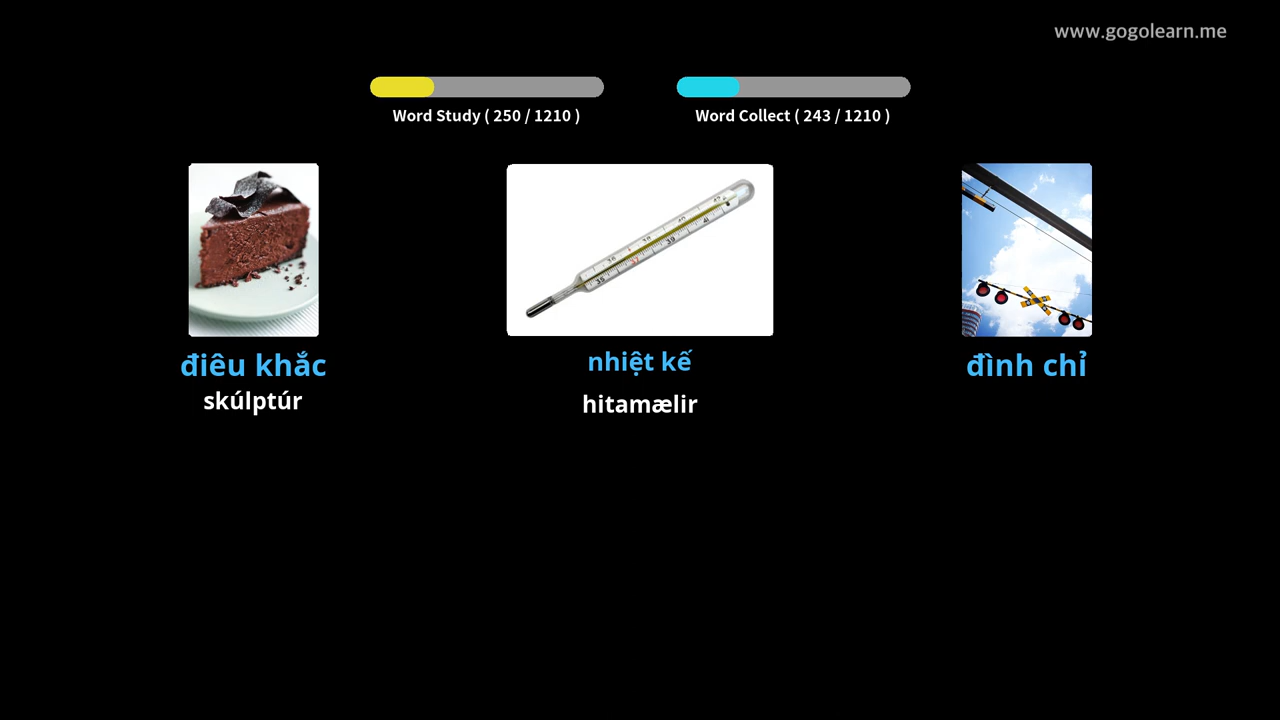 www.gogolearn.me
Word Study ( 250 / 1210 )
Word Collect ( 243 / 1210 )
điêu khắc
skúlptúr
nhiệt kế
hitamælir
đình chỉ